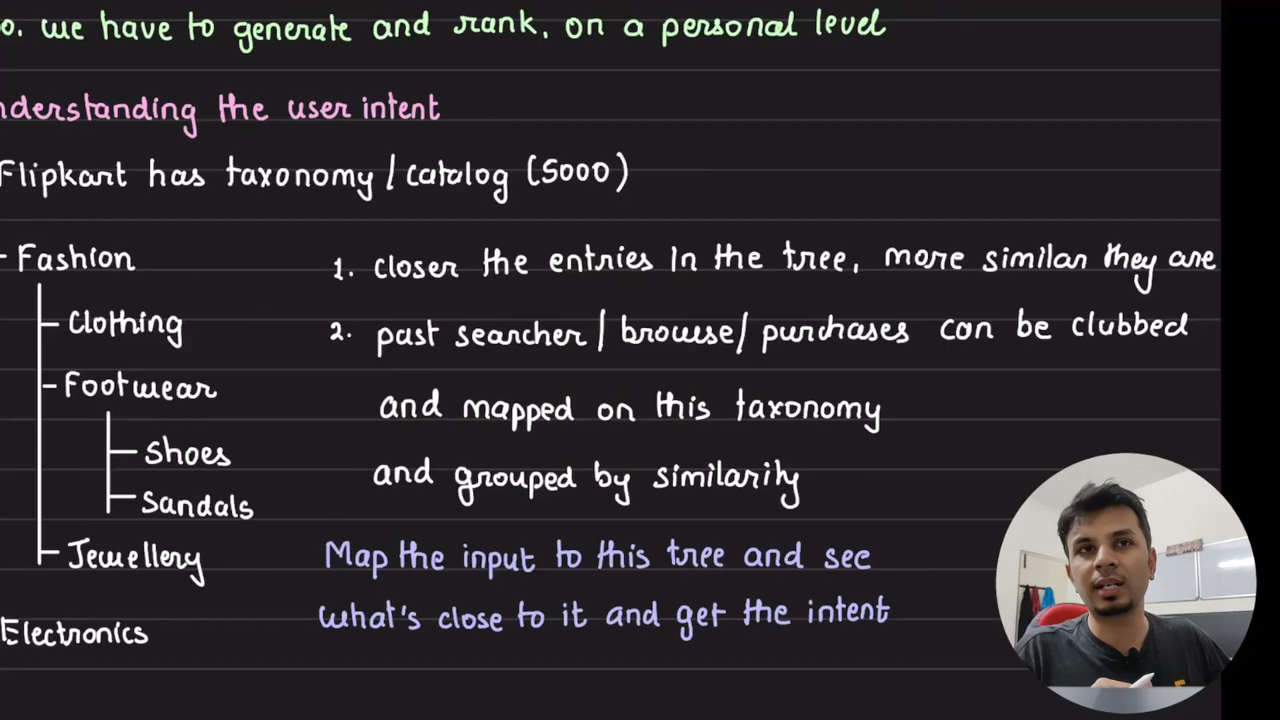 o. we have to generate and rank, on a personal level
nderstanding the user intent
Flipkart has taxonomy / catalog (5000)
Fashion
Clothing
Footwear
Shoes
Sandals
Jewellery
Electronics
1. closer the entries in the tree, more similar they are
2. past searcher / browse / purchases can be clubbed
and mapped on this taxonomy
and grouped by similarity
Map the input to this tree and see
what's close to it and get the intent